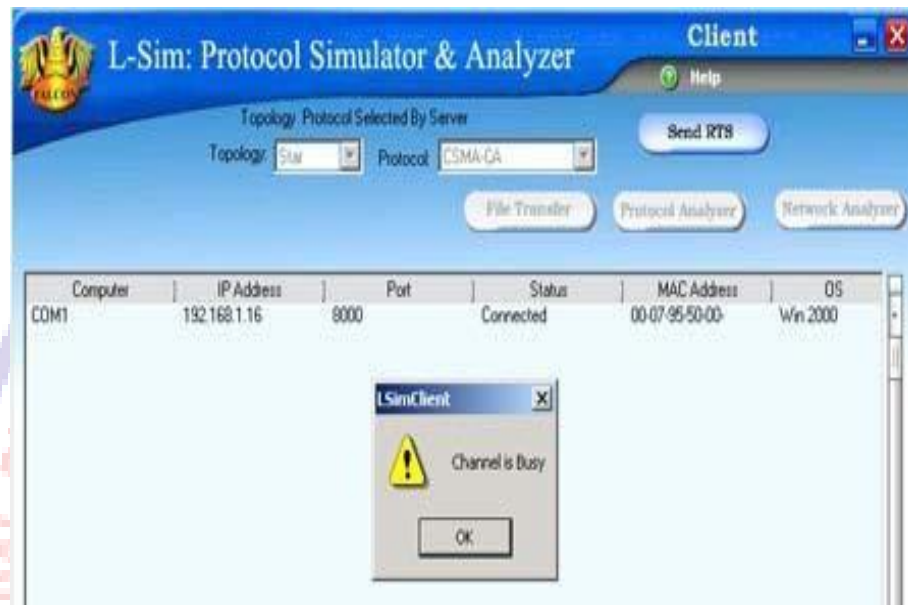 Client
L-Sim: Protocol Simulator & Analyzer
Help
FALCON
Topology Protocol Selected By Server
Send RTS
Topology: Star Protocol: CSMA-CA
File Transfer Protocol Analyser Network Analyzer
Computer IP Address Port Status MAC Address OS
COM1 192.168.1.16 8000 Connected 00-07-95-50-00- Win 2000
LSimClient
Channel is Busy
OK